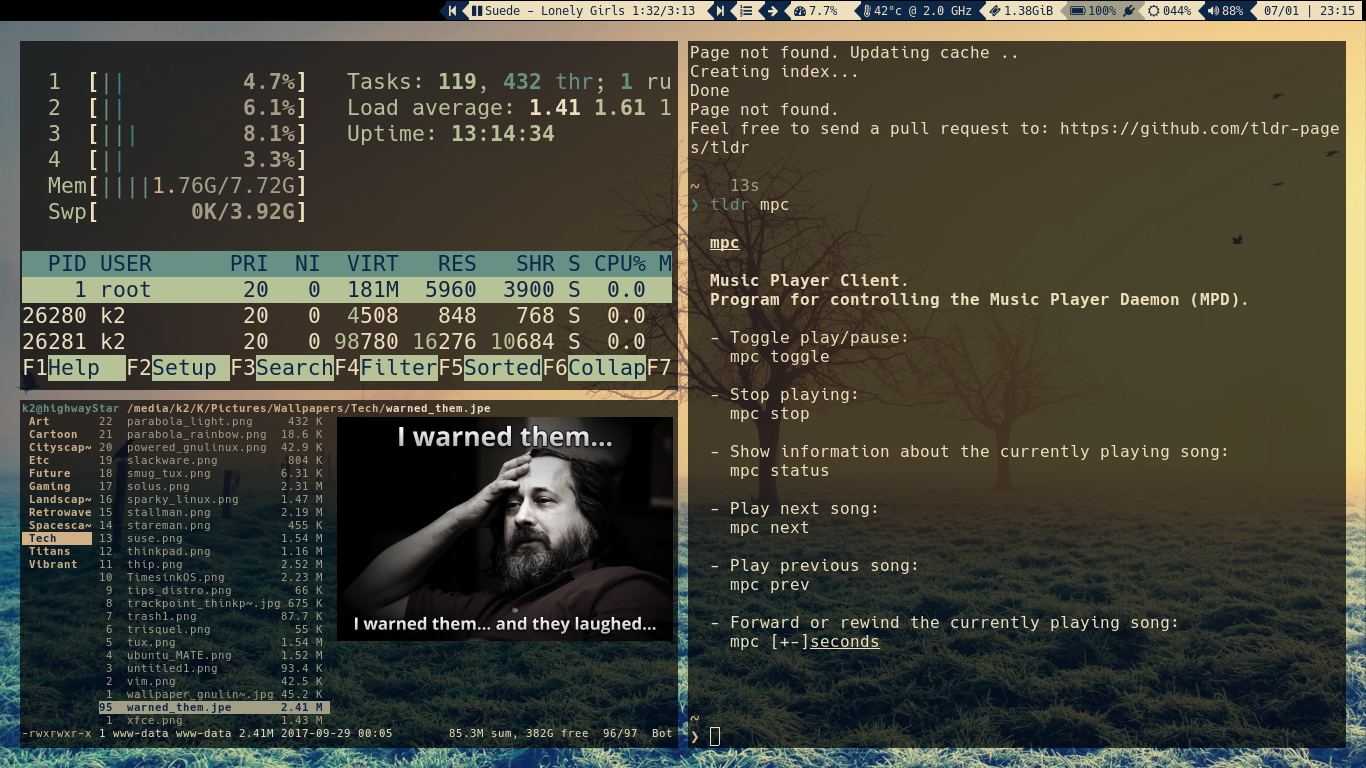 Suede - Lonely Girls 1:32/3:13 7.7% 42°c @ 2.0 GHz 1.38GiB 100% 044% 88% 07/01 | 23:15
1 [|| 4.7%] Tasks: 119, 432 thr; 1 ru
2 [|| 6.1%] Load average: 1.41 1.61 1
3 [||| 8.1%] Uptime: 13:14:34
4 [|| 3.3%]
Mem[||||1.76G/7.72G]
Swp[ 0K/3.92G]
PID USER PRI NI VIRT RES SHR S CPU% M
1 root 20 0 181M 5960 3900 S 0.0
26280 k2 20 0 4508 848 768 S 0.0
26281 k2 20 0 98780 16276 10684 S 0.0
F1Help F2Setup F3SearchF4FilterF5SortedF6CollapF7
k2@highwayStar /media/k2/K/Pictures/Wallpapers/Tech/warned_them.jpe
Art 22 parabola_light.png 432 K
Cartoon 21 parabola_rainbow.png 18.6 K
Cityscap~ 20 powered_gnulinux.png 42.9 K
Etc 19 slackware.png 804 K
Future 18 smug_tux.png 6.31 K
Gaming 17 solus.png 2.31 M
Landscap~ 16 sparky_linux.png 1.47 M
Retrowave 15 stallman.png 2.19 M
Spacesca~ 14 stareman.png 455 K
Tech 13 suse.png 1.54 M
Titans 12 thinkpad.png 1.16 M
Vibrant 11 thip.png 2.52 M
10 TimesinkOS.png 2.23 M
9 tips_distro.png 66 K
8 trackpoint_thinkp~.jpg 675 K
7 trash1.png 87.7 K
6 trisquel.png 55 K
5 tux.png 1.54 M
4 ubuntu_MATE.png 1.52 M
3 untitled1.png 93.4 K
2 vim.png 42.5 K
1 wallpaper_gnulin~.jpg 45.2 K
95 warned_them.jpe 2.41 M
1 xfce.png 1.43 M
-rwxrwxr-x 1 www-data www-data 2.41M 2017-09-29 00:05 85.3M sum, 382G free 96/97 Bot
I warned them...
I warned them... and they laughed...
Page not found. Updating cache ..
Creating index...
Done
Page not found.
Feel free to send a pull request to: https://github.com/tldr-page
s/tldr
~ 13s
❯ tldr mpc
mpc
Music Player Client.
Program for controlling the Music Player Daemon (MPD).
- Toggle play/pause:
mpc toggle
- Stop playing:
mpc stop
- Show information about the currently playing song:
mpc status
- Play next song:
mpc next
- Play previous song:
mpc prev
- Forward or rewind the currently playing song:
mpc [+-]seconds
~
❯